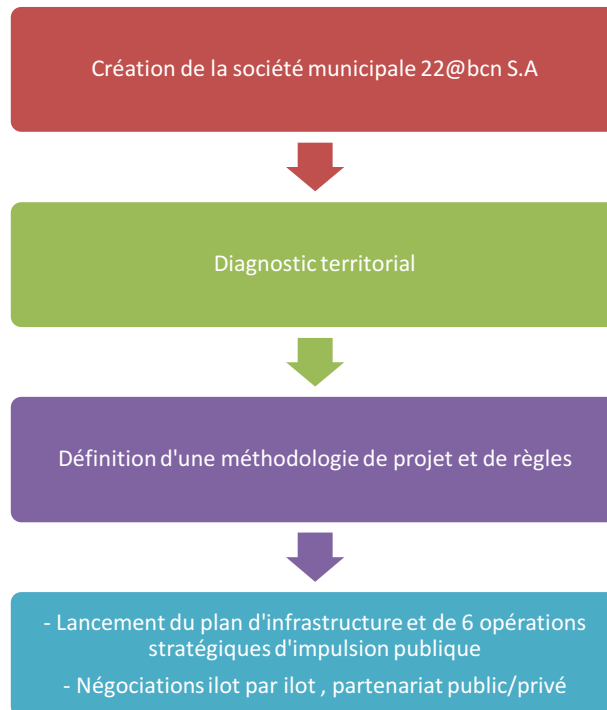 Création de la société municipale 22@bcn S.A
Diagnostic territorial
Définition d'une méthodologie de projet et de règles
- Lancement du plan d'infrastructure et de 6 opérations
stratégiques d'impulsion publique
- Négociations ilot par ilot , partenariat public/privé